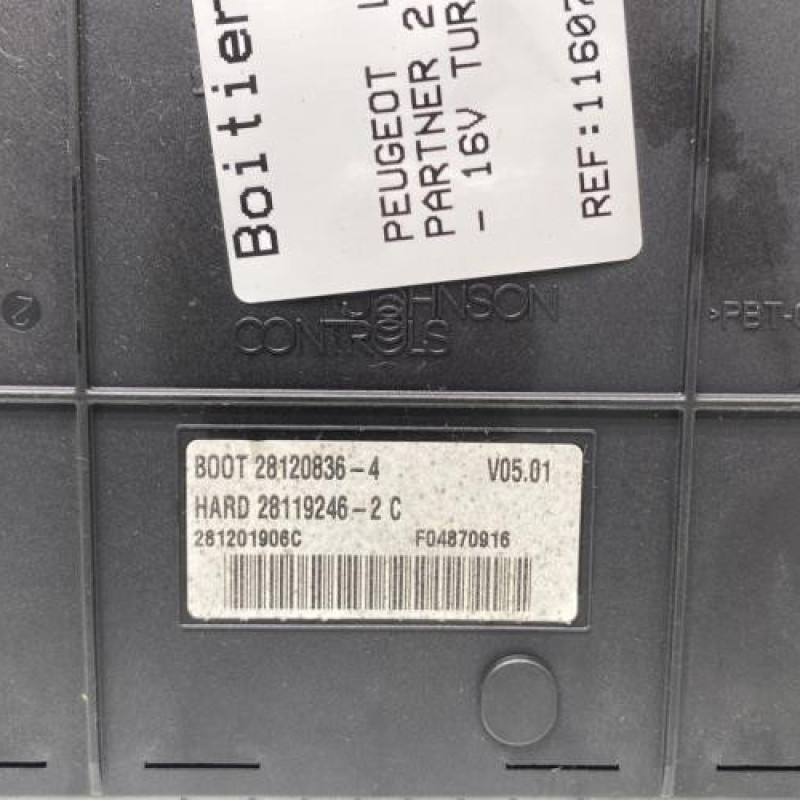 Boitier
PEUGEOT
PARTNER 2
- 16V TUR
REF:11607
JOHNSON
CONTROLS
>PBT-
BOOT 28120836-4 V05.01
HARD 28119246-2 C
281201906C F04870916